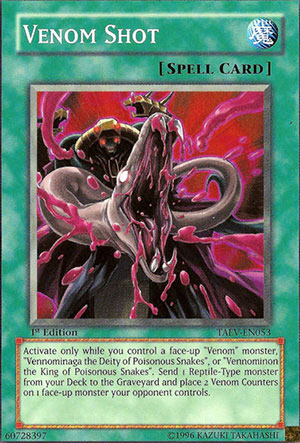 VENOM SHOT
魔
[SPELL CARD]
1st Edition
TAEV-EN053
Activate only while you control a face-up "Venom" monster,
"Vennominaga the Deity of Poisonous Snakes", or "Vennominon
the King of Poisonous Snakes". Send 1 Reptile-Type monster
from your Deck to the Graveyard and place 2 Venom Counters
on 1 face-up monster your opponent controls.
60728397
©1996 KAZUKI TAKAHASHI